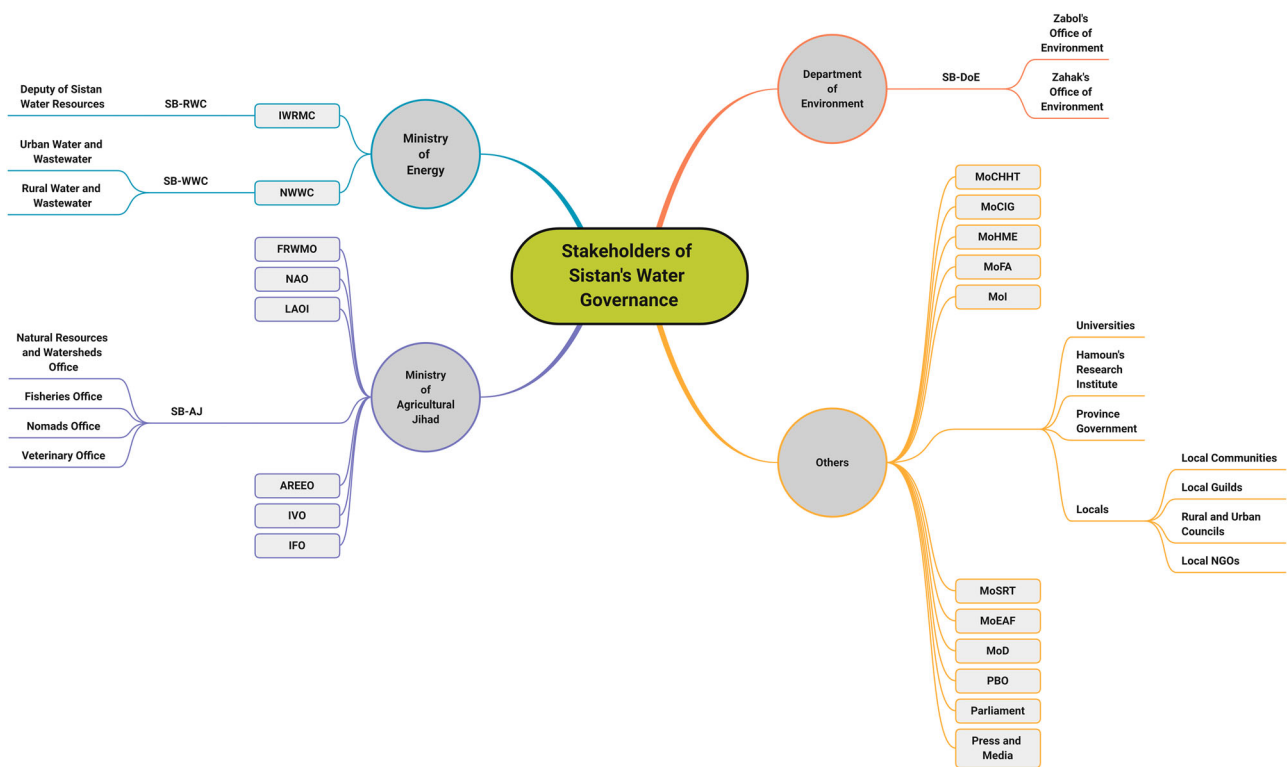 Stakeholders of
Sistan's Water
Governance
Ministry
of
Energy
IWRMC
SB-RWC
Deputy of Sistan
Water Resources
NWWC
SB-WWC
Urban Water and
Wastewater
Rural Water and
Wastewater
Ministry
of
Agricultural
Jihad
FRWMO
NAO
LAOI
SB-AJ
Natural Resources
and Watersheds
Office
Fisheries Office
Nomads Office
Veterinary Office
AREEO
IVO
IFO
Department
of
Environment
SB-DoE
Zabol's
Office of
Environment
Zahak's
Office of
Environment
Others
MoCHHT
MoCIG
MoHME
MoFA
MoI
Universities
Hamoun's
Research
Institute
Province
Government
Locals
Local Communities
Local Guilds
Rural and Urban
Councils
Local NGOs
MoSRT
MoEAF
MoD
PBO
Parliament
Press and
Media